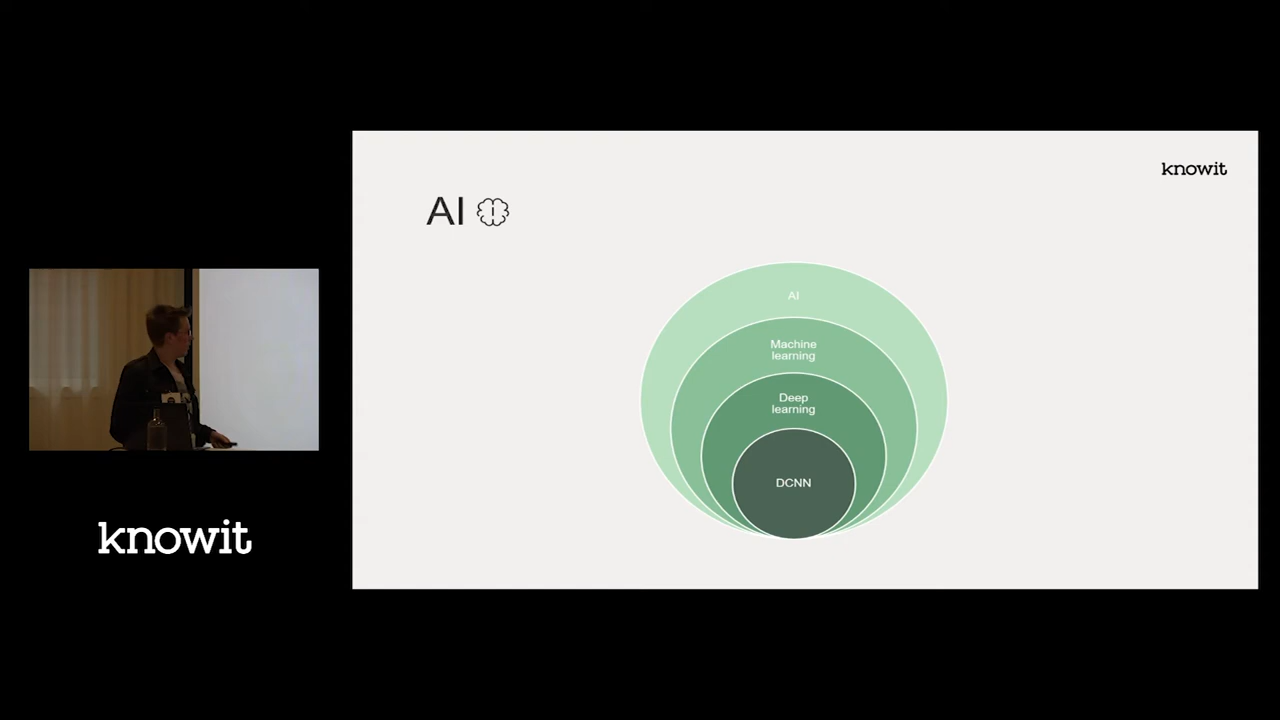 knowit
AI
AI
Machine
learning
Deep
learning
DCNN
knowit